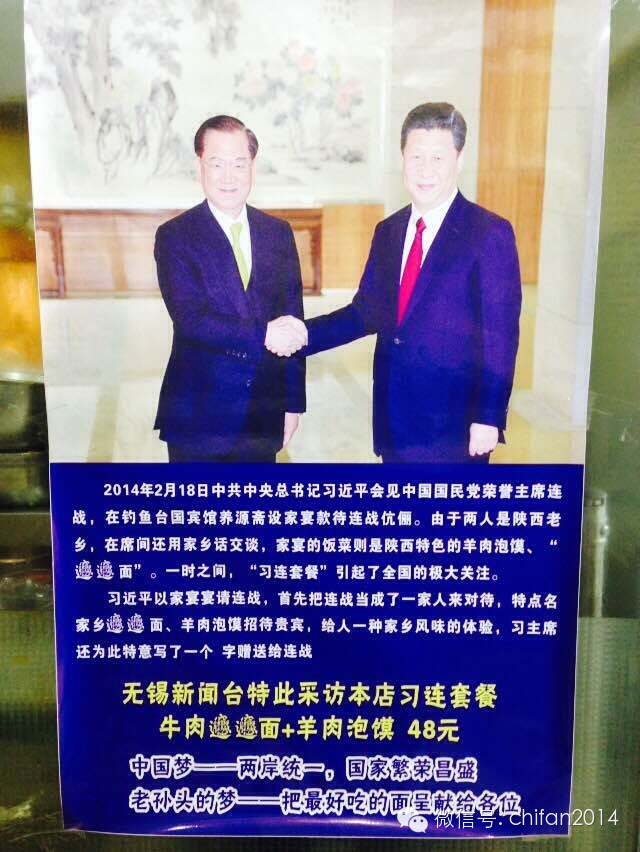 2014年2月18日中共中央总书记习近平会见中国国民党荣誉主席连
战，在钓鱼台国宾馆养源斋设家宴款待连战伉俪。由于两人是陕西老
乡，在席间还用家乡话交谈，家宴的饭菜则是陕西特色的羊肉泡馍、“
𰻝𰻝面”。一时之间，“习连套餐”引起了全国的极大关注。
习近平以家宴宴请连战，首先把连战当成了一家人来对待，特点名
家乡𰻝𰻝面、羊肉泡馍招待贵宾，给人一种家乡风味的体验，习主席
还为此特意写了一个 字赠送给连战
无锡新闻台特此采访本店习连套餐
牛肉𰻝𰻝面+羊肉泡馍 48元
中国梦——两岸统一，国家繁荣昌盛
老孙头的梦——把最好吃的面呈献给各位
微信号: chifan2014